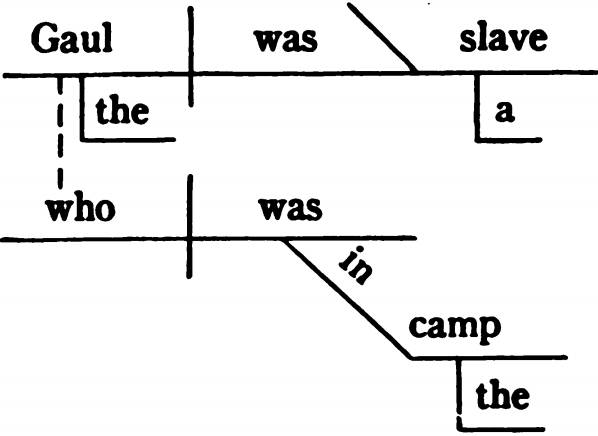 Gaul was slave
the a
who was
in
camp
the